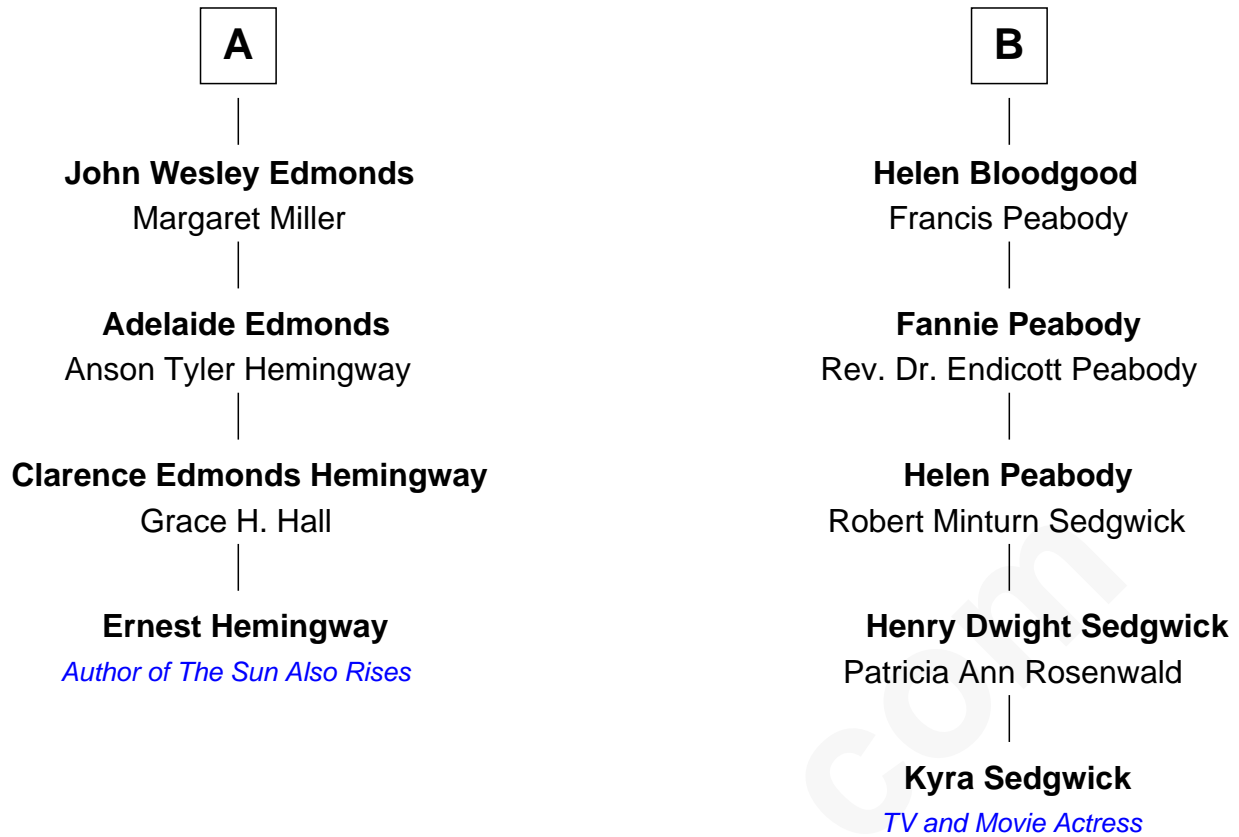 A
John Wesley Edmonds
Margaret Miller
Adelaide Edmonds
Anson Tyler Hemingway
Clarence Edmonds Hemingway
Grace H. Hall
Ernest Hemingway
Author of The Sun Also Rises
B
Helen Bloodgood
Francis Peabody
Fannie Peabody
Rev. Dr. Endicott Peabody
Helen Peabody
Robert Minturn Sedgwick
Henry Dwight Sedgwick
Patricia Ann Rosenwald
Kyra Sedgwick
TV and Movie Actress
com